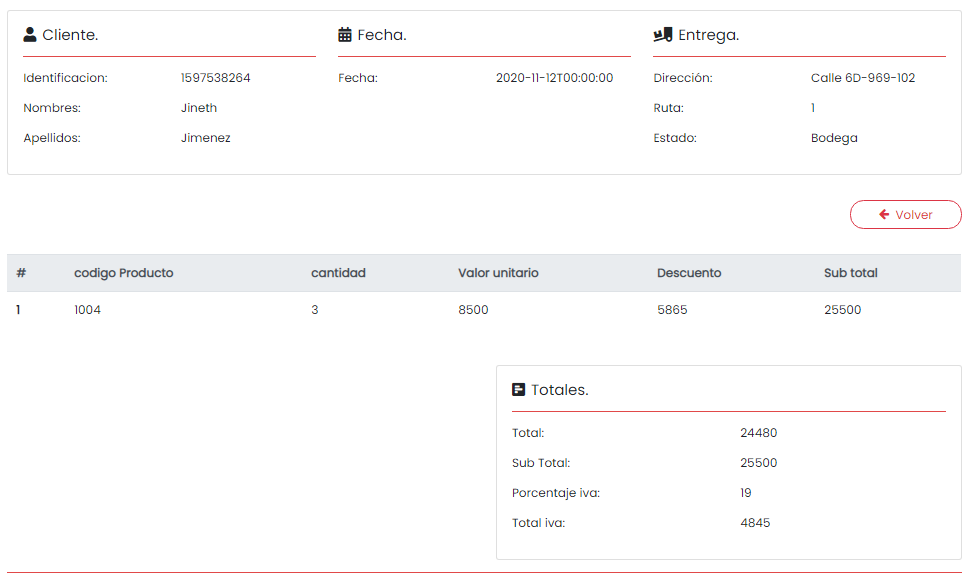 Cliente.
Identificacion: 1597538264
Nombres: Jineth
Apellidos: Jimenez
Fecha.
Fecha: 2020-11-12T00:00:00
Entrega.
Dirección: Calle 6D-969-102
Ruta: 1
Estado: Bodega
Volver
# codigo Producto cantidad Valor unitario Descuento Sub total
1 1004 3 8500 5865 25500
Totales.
Total: 24480
Sub Total: 25500
Porcentaje iva: 19
Total iva: 4845